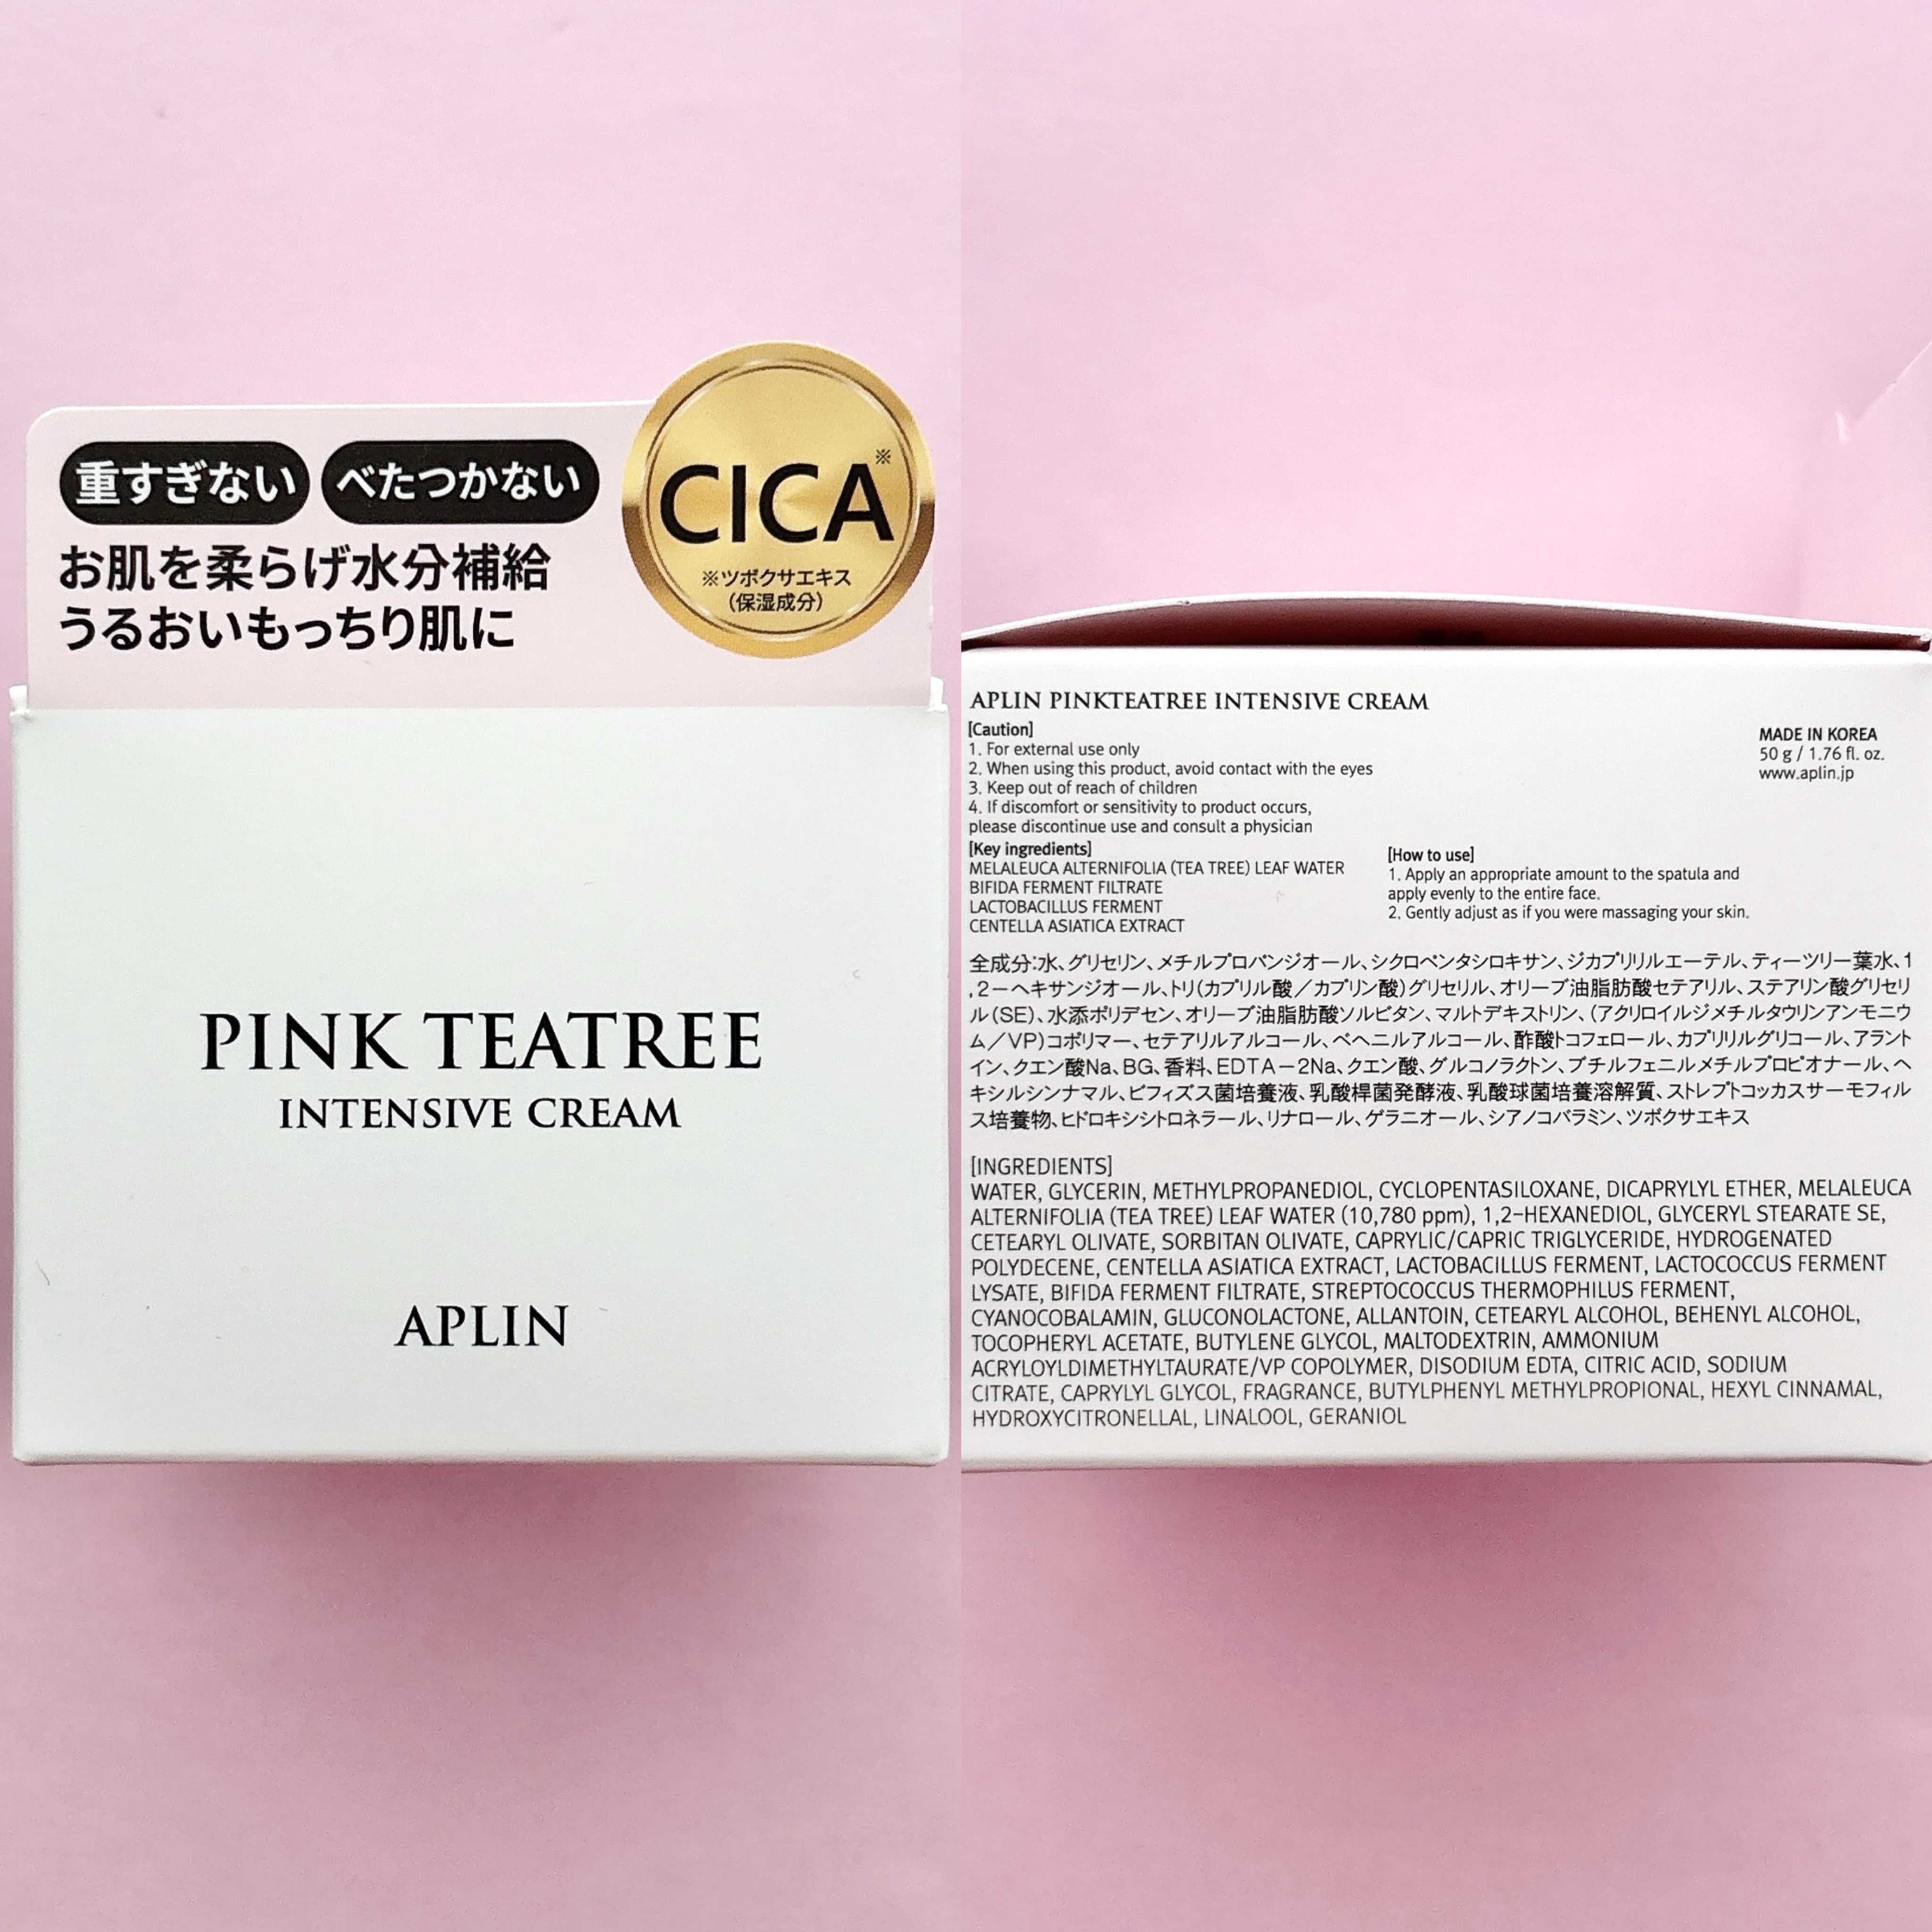 重すぎない べたつかない
お肌を柔らげ水分補給
うるおいもっちり肌に
CICA※
※ツボクサエキス
(保湿成分)
PINK TEATREE
INTENSIVE CREAM
APLIN
APLIN PINKTEATREE INTENSIVE CREAM
[Caution]
1. For external use only
2. When using this product, avoid contact with the eyes
3. Keep out of reach of children
4. If discomfort or sensitivity to product occurs,
please discontinue use and consult a physician
MADE IN KOREA
50 g / 1.76 fl. oz.
www.aplin.jp
[Key ingredients]
MELALEUCA ALTERNIFOLIA (TEA TREE) LEAF WATER
BIFIDA FERMENT FILTRATE
LACTOBACILLUS FERMENT
CENTELLA ASIATICA EXTRACT
[How to use]
1. Apply an appropriate amount to the spatula and
apply evenly to the entire face.
2. Gently adjust as if you were massaging your skin.
全成分:水、グリセリン、メチルプロパンジオール、シクロペンタシロキサン、ジカプリリルエーテル、ティーツリー葉水、1
,2－ヘキサンジオール、トリ(カプリル酸／カプリン酸)グリセリル、オリーブ油脂肪酸セテアリル、ステアリン酸グリセリ
ル(SE)、水添ポリデセン、オリーブ油脂肪酸ソルビタン、マルトデキストリン、(アクリロイルジメチルタウリンアンモニウ
ム／VP)コポリマー、セテアリルアルコール、ベヘニルアルコール、酢酸トコフェロール、カプリリルグリコール、アラント
イン、クエン酸Na、BG、香料、EDTA－2Na、クエン酸、グルコノラクトン、ブチルフェニルメチルプロピオナール、ヘ
キシルシンナマル、ビフィズス菌培養液、乳酸桿菌発酵液、乳酸球菌培養溶解質、ストレプトコッカスサーモフィル
ス培養物、ヒドロキシシトロネラール、リナロール、ゲラニオール、シアノコバラミン、ツボクサエキス
[INGREDIENTS]
WATER, GLYCERIN, METHYLPROPANEDIOL, CYCLOPENTASILOXANE, DICAPRYLYL ETHER, MELALEUCA
ALTERNIFOLIA (TEA TREE) LEAF WATER (10,780 ppm), 1,2-HEXANEDIOL, GLYCERYL STEARATE SE,
CETEARYL OLIVATE, SORBITAN OLIVATE, CAPRYLIC/CAPRIC TRIGLYCERIDE, HYDROGENATED
POLYDECENE, CENTELLA ASIATICA EXTRACT, LACTOBACILLUS FERMENT, LACTOCOCCUS FERMENT
LYSATE, BIFIDA FERMENT FILTRATE, STREPTOCOCCUS THERMOPHILUS FERMENT,
CYANOCOBALAMIN, GLUCONOLACTONE, ALLANTOIN, CETEARYL ALCOHOL, BEHENYL ALCOHOL,
TOCOPHERYL ACETATE, BUTYLENE GLYCOL, MALTODEXTRIN, AMMONIUM
ACRYLOYLDIMETHYLTAURATE/VP COPOLYMER, DISODIUM EDTA, CITRIC ACID, SODIUM
CITRATE, CAPRYLYL GLYCOL, FRAGRANCE, BUTYLPHENYL METHYLPROPIONAL, HEXYL CINNAMAL,
HYDROXYCITRONELLAL, LINALOOL, GERANIOL